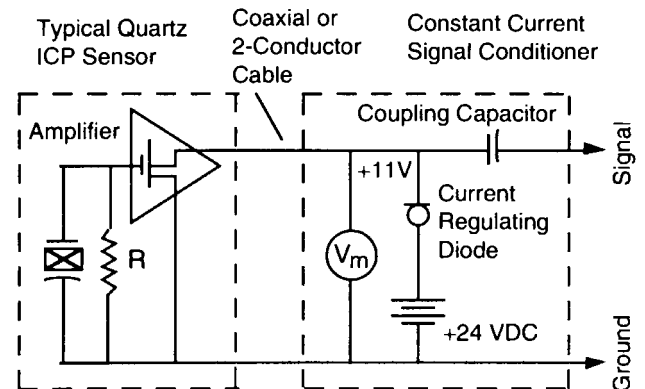 Typical Quartz
ICP Sensor
Coaxial or
2-Conductor
Cable
Constant Current
Signal Conditioner
Amplifier
Coupling Capacitor
Signal
+11V
Current
Regulating
Diode
R
Vm
+24 VDC
Ground